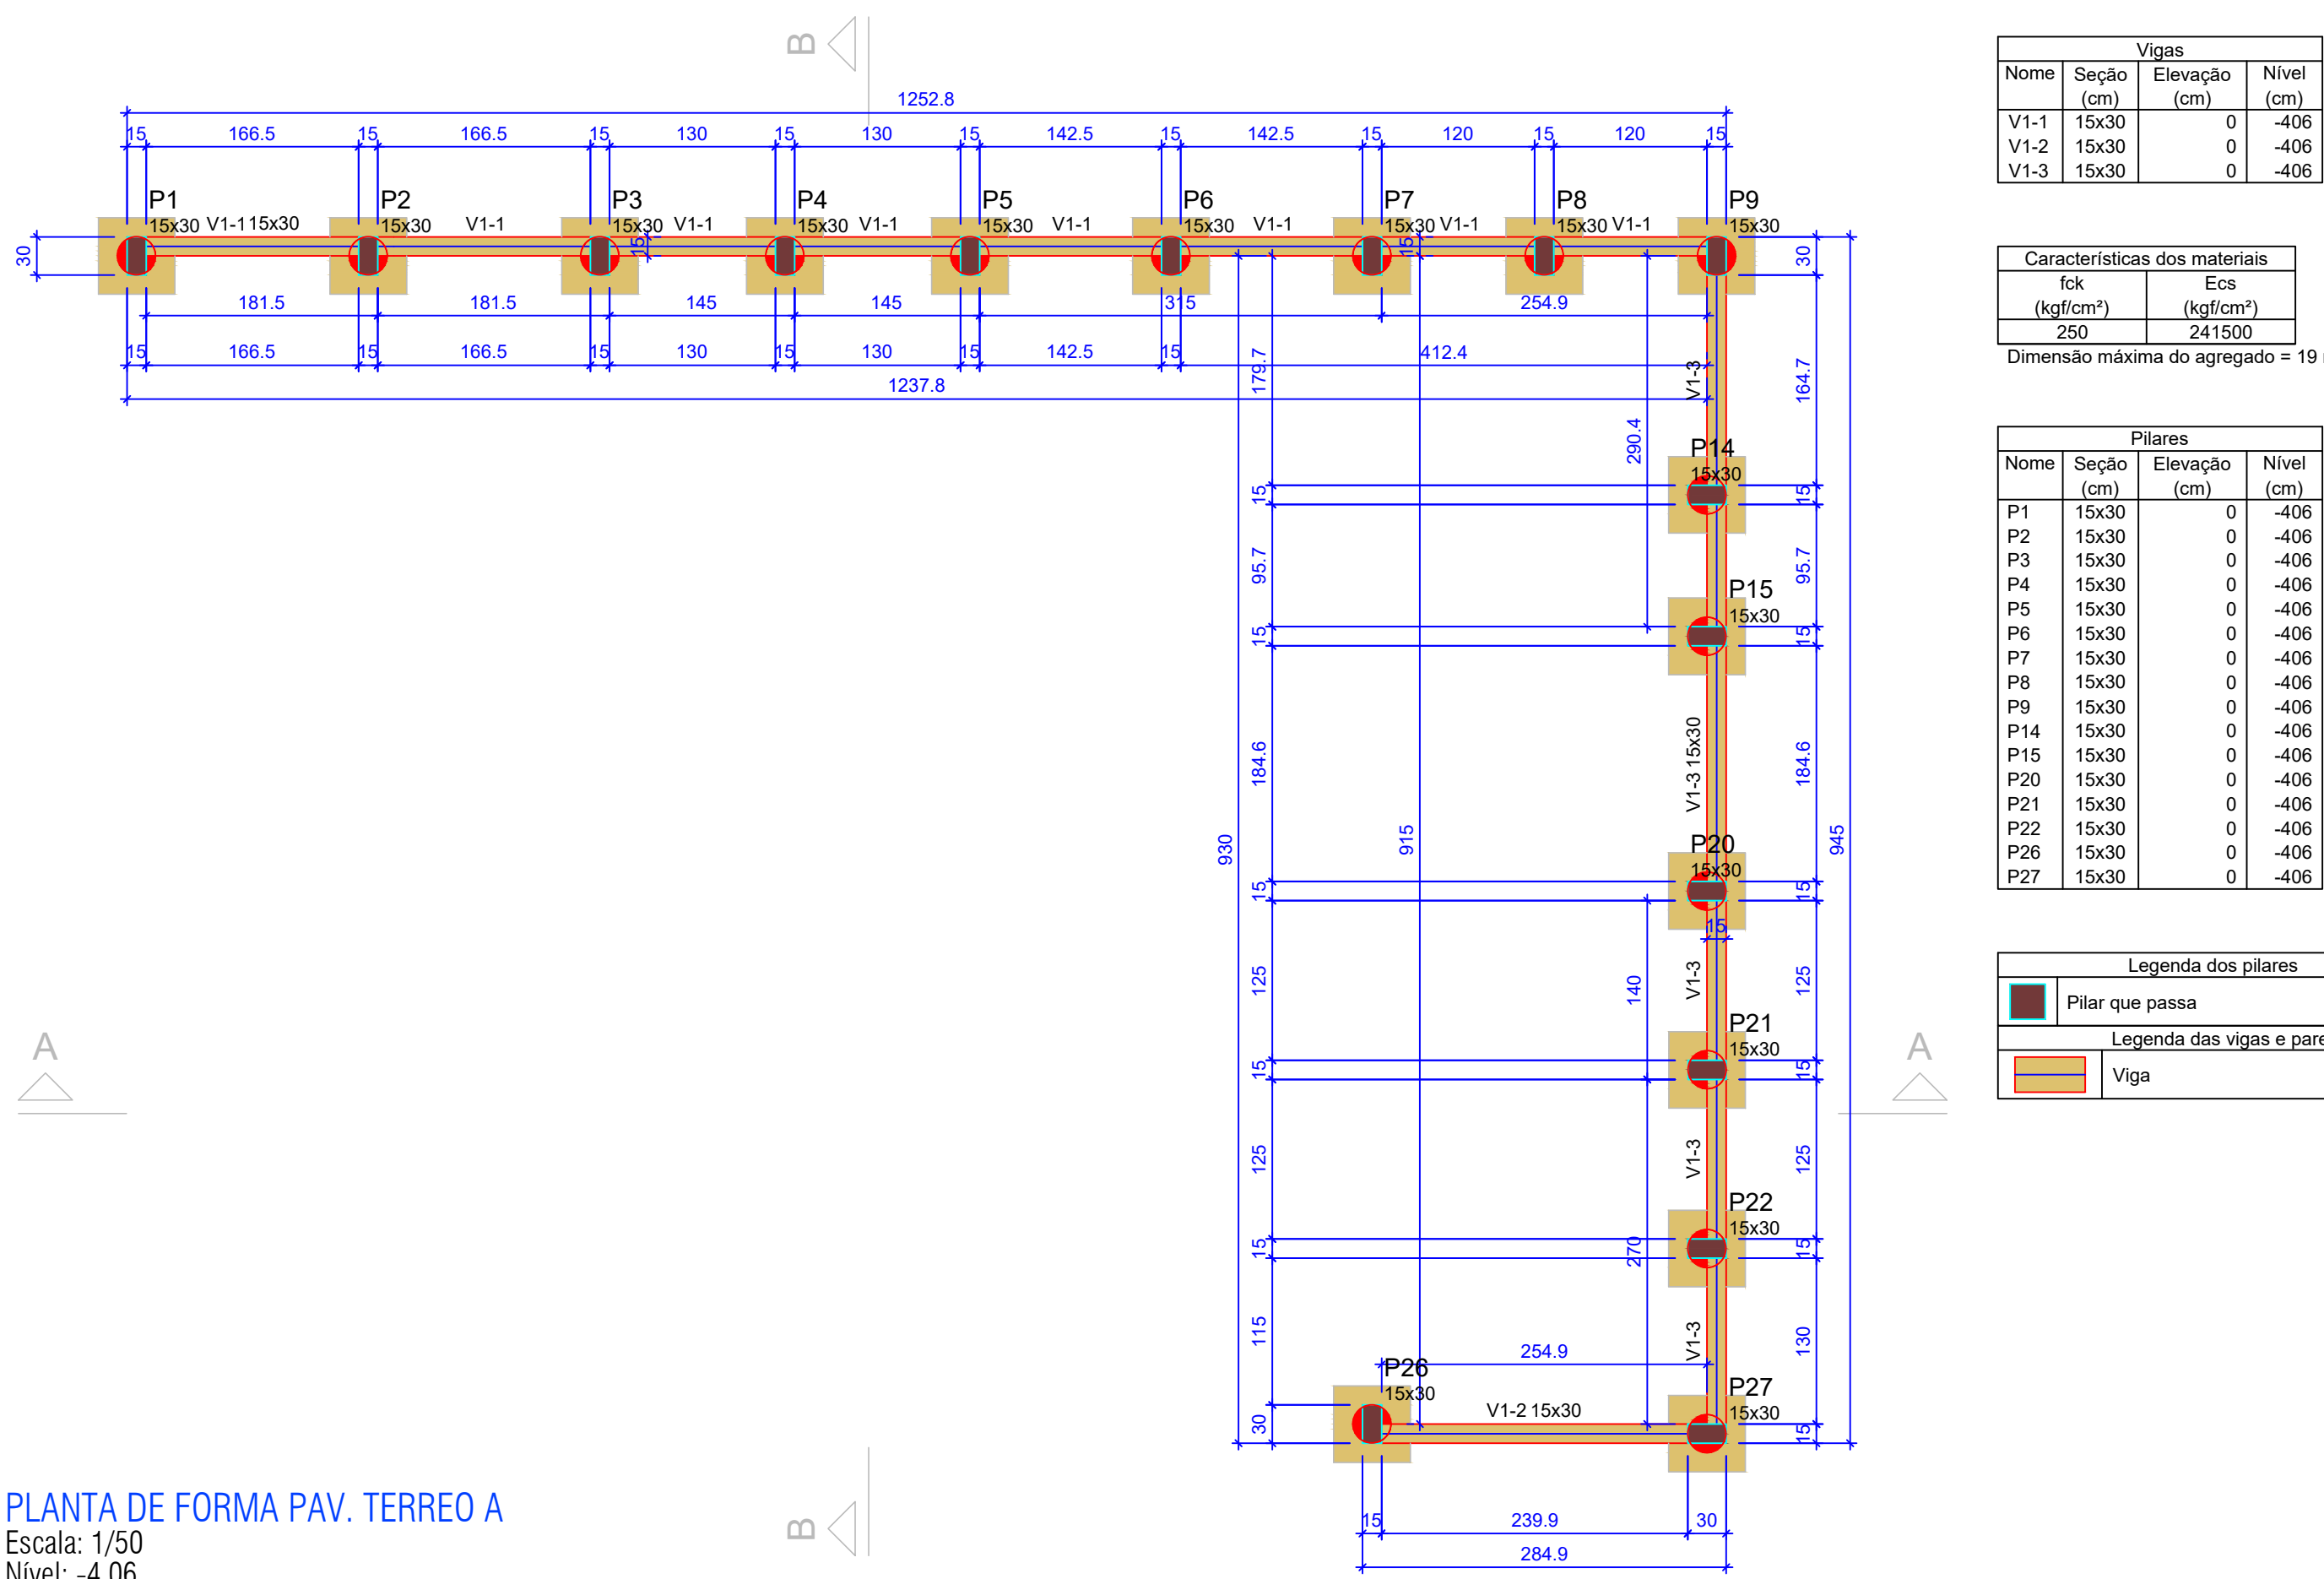 B
1252.8
15 166.5 15 166.5 15 130 15 130 15 142.5 15 142.5 15 120 15 120 15
P1 P2 P3 P4 P5 P6 P7 P8 P9
15x30 V1-1 15x30 15x30 V1-1 15x30 V1-1 15x30 V1-1 15x30 V1-1 15x30 V1-1 15x30 V1-1 15x30 V1-1 15x30
30 15 15 30
181.5 181.5 145 145 315 254.9
15 166.5 15 166.5 15 130 15 130 15 142.5 15 412.4
1237.8
179.7
290.4
V1-3
164.7
P14
15x30
15 15
95.7 95.7
P15
15x30
15 15
184.6 V1-3 15x30 184.6
930 915 945
P20
15x30
15 15
15
125 140 V1-3 125
P21
15x30
15 15
A A
125 V1-3 125
P22
15x30
15 270 15
115 V1-3 130
254.9
P26
15x30
V1-2 15x30
P27
15x30
30 15
15 239.9 30
284.9
B
PLANTA DE FORMA PAV. TERREO A
Escala: 1/50
Nível: -4.06
Vigas
Nome Seção Elevação Nível
(cm) (cm) (cm)
V1-1 15x30 0 -406
V1-2 15x30 0 -406
V1-3 15x30 0 -406
Características dos materiais
fck Ecs
(kgf/cm²) (kgf/cm²)
250 241500
Dimensão máxima do agregado = 19
Pilares
Nome Seção Elevação Nível
(cm) (cm) (cm)
P1 15x30 0 -406
P2 15x30 0 -406
P3 15x30 0 -406
P4 15x30 0 -406
P5 15x30 0 -406
P6 15x30 0 -406
P7 15x30 0 -406
P8 15x30 0 -406
P9 15x30 0 -406
P14 15x30 0 -406
P15 15x30 0 -406
P20 15x30 0 -406
P21 15x30 0 -406
P22 15x30 0 -406
P26 15x30 0 -406
P27 15x30 0 -406
Legenda dos pilares
Pilar que passa
Legenda das vigas e pare
Viga